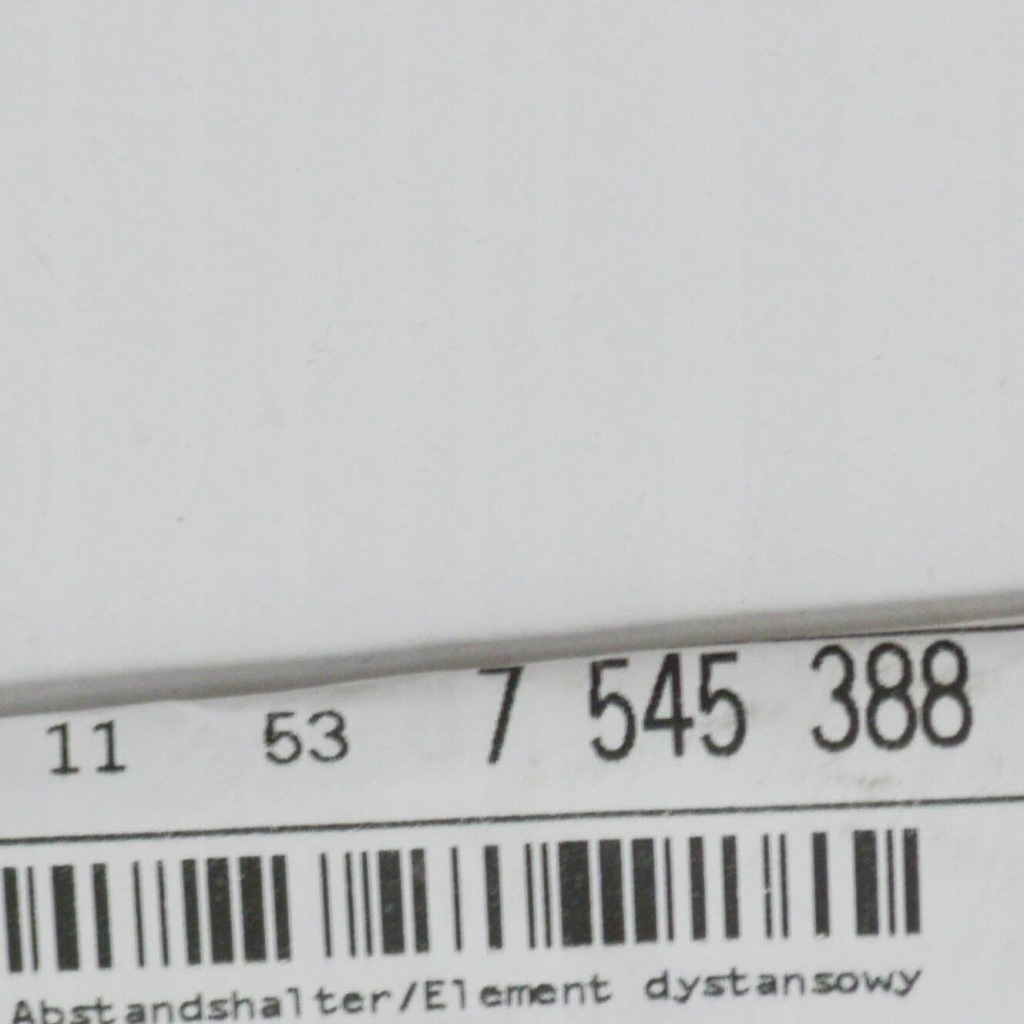 11 53 7 545 388
Abstandshalter/Element dystansowy